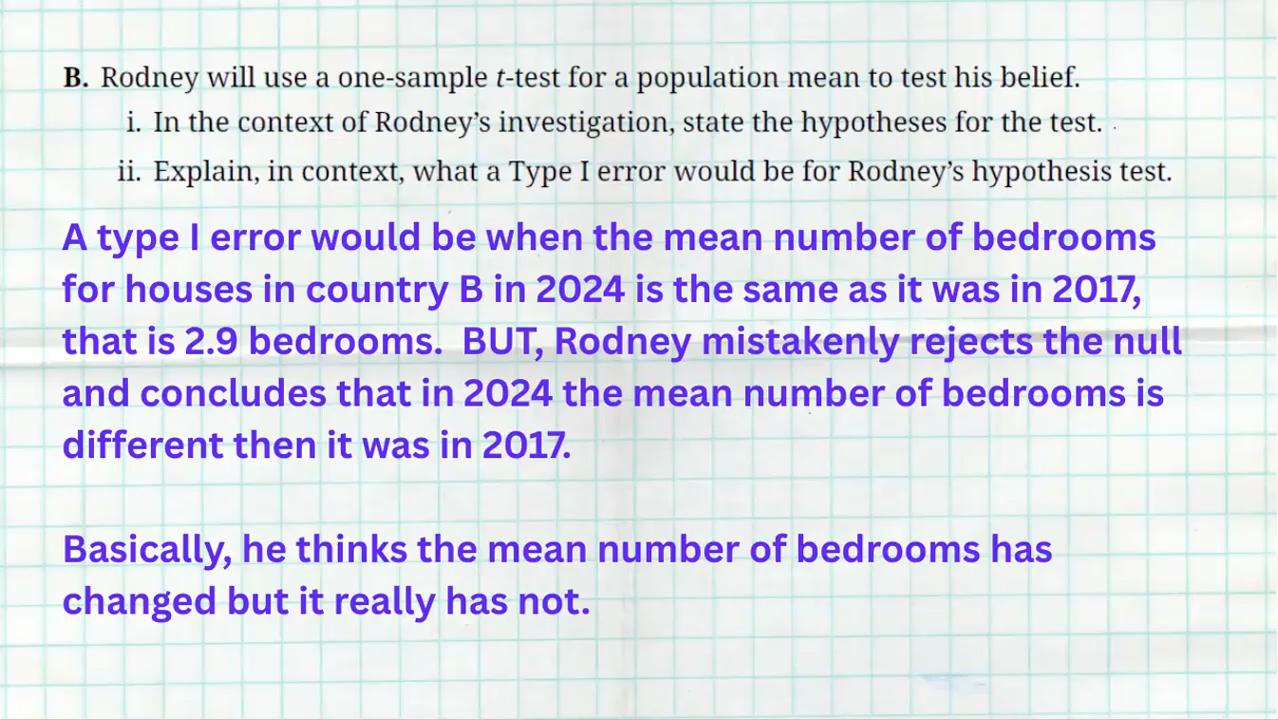 B. Rodney will use a one-sample t-test for a population mean to test his belief.
i. In the context of Rodney’s investigation, state the hypotheses for the test.
ii. Explain, in context, what a Type I error would be for Rodney’s hypothesis test.
A type I error would be when the mean number of bedrooms
for houses in country B in 2024 is the same as it was in 2017,
that is 2.9 bedrooms. BUT, Rodney mistakenly rejects the null
and concludes that in 2024 the mean number of bedrooms is
different then it was in 2017.
Basically, he thinks the mean number of bedrooms has
changed but it really has not.